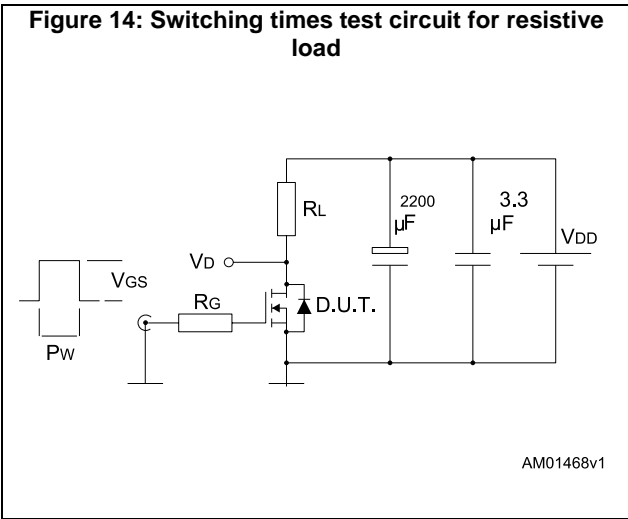 Figure 14: Switching times test circuit for resistive
load
RL
2200
μF
3.3
μF
VDD
VD
VGS
RG
D.U.T.
PW
AM01468v1